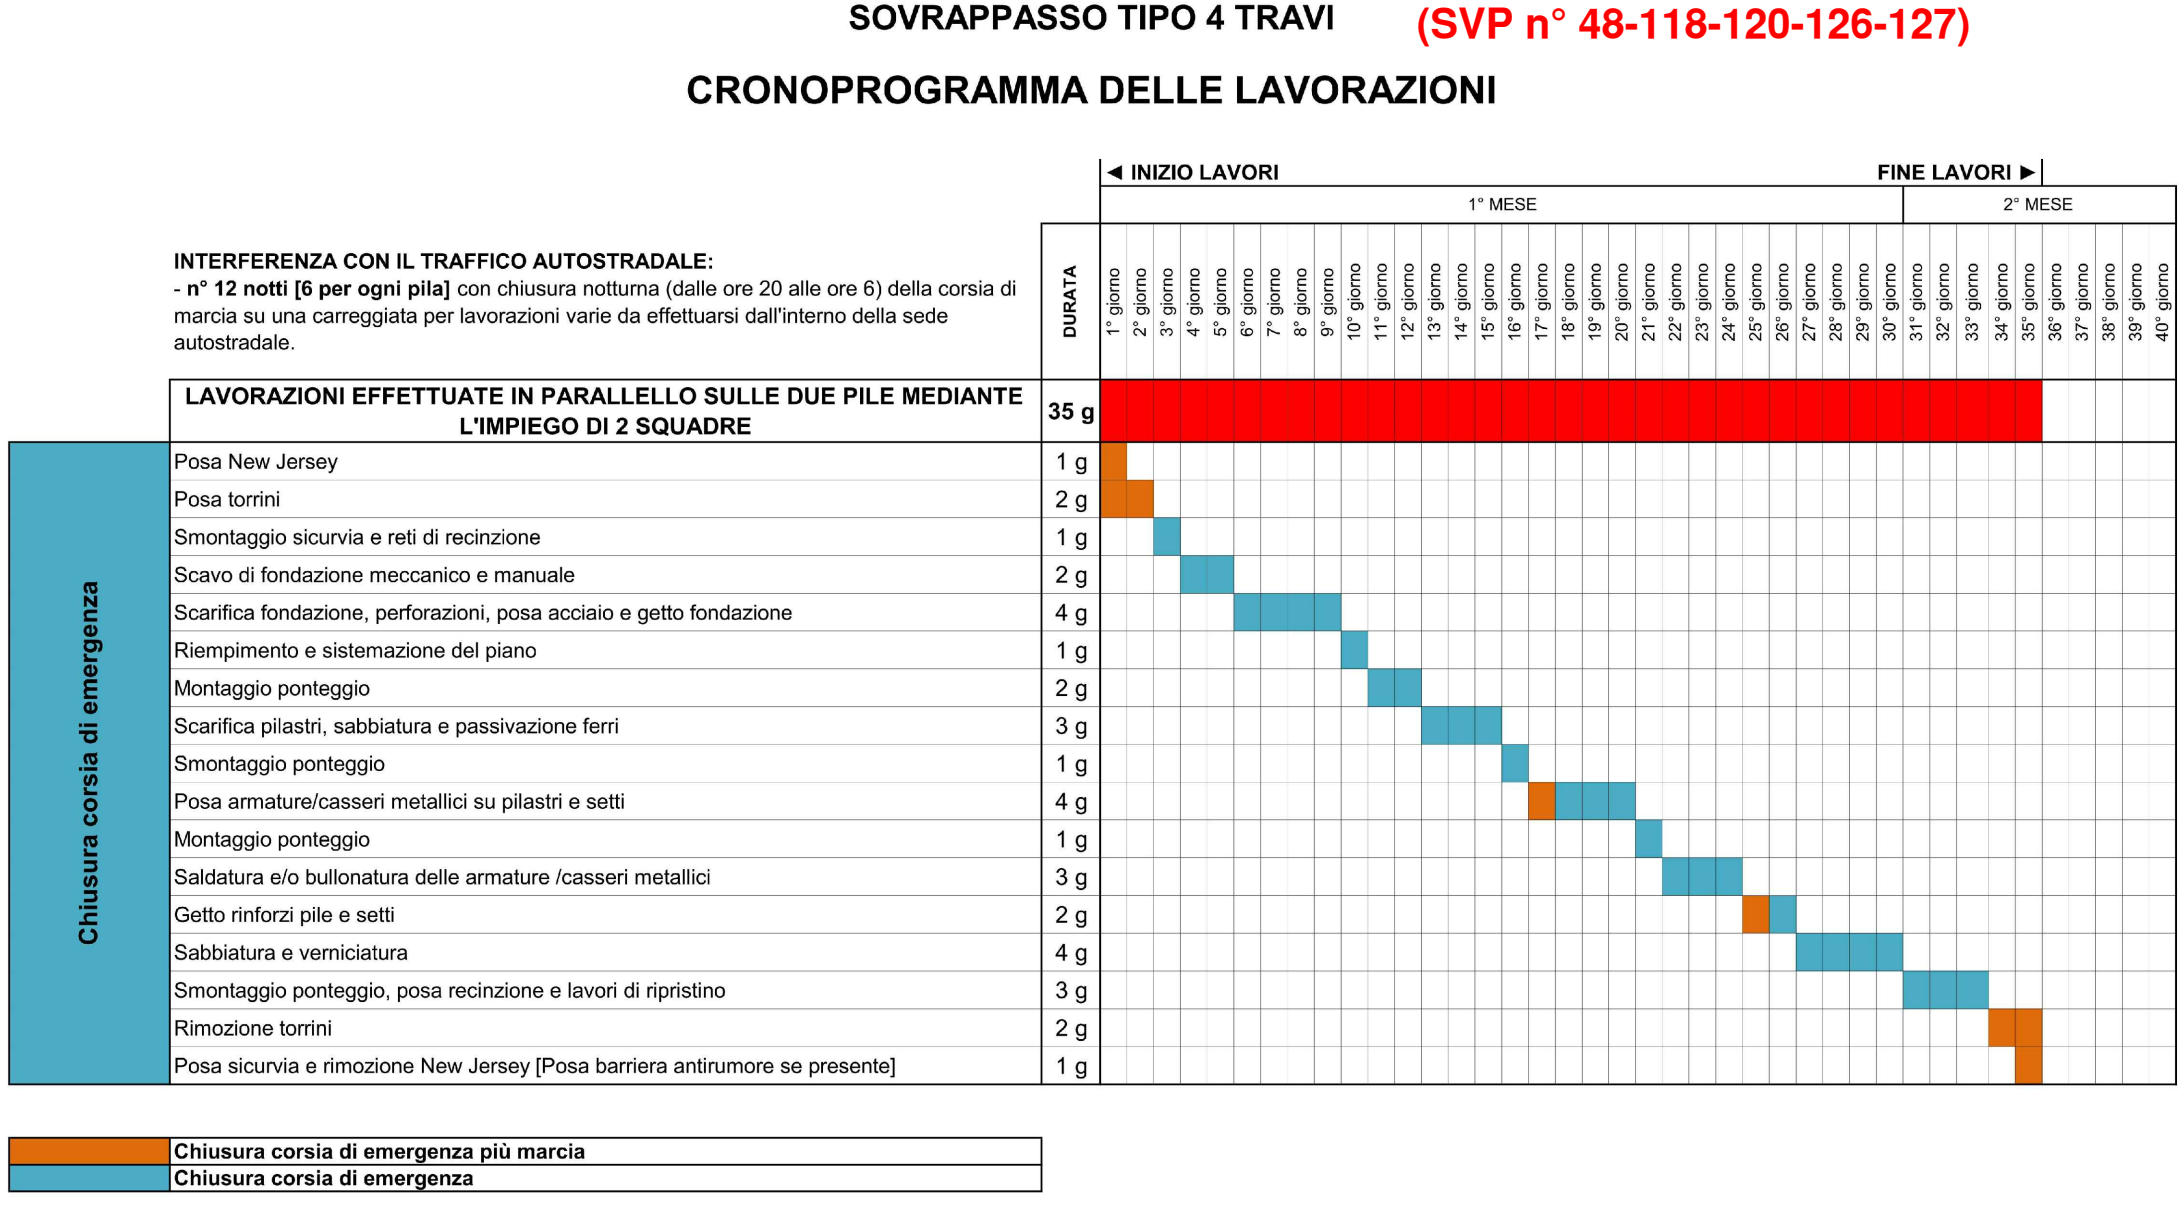 SOVRAPPASSO TIPO 4 TRAVI (SVP n° 48-118-120-126-127)
CRONOPROGRAMMA DELLE LAVORAZIONI
◄ INIZIO LAVORI FINE LAVORI ►
1° MESE 2° MESE
INTERFERENZA CON IL TRAFFICO AUTOSTRADALE:
- n° 12 notti [6 per ogni pila] con chiusura notturna (dalle ore 20 alle ore 6) della corsia di
marcia su una carreggiata per lavorazioni varie da effettuarsi dall'interno della sede
autostradale.
DURATA
1° giorno
2° giorno
3° giorno
4° giorno
5° giorno
6° giorno
7° giorno
8° giorno
9° giorno
10° giorno
11° giorno
12° giorno
13° giorno
14° giorno
15° giorno
16° giorno
17° giorno
18° giorno
19° giorno
20° giorno
21° giorno
22° giorno
23° giorno
24° giorno
25° giorno
26° giorno
27° giorno
28° giorno
29° giorno
30° giorno
31° giorno
32° giorno
33° giorno
34° giorno
35° giorno
36° giorno
37° giorno
38° giorno
39° giorno
40° giorno
LAVORAZIONI EFFETTUATE IN PARALLELLO SULLE DUE PILE MEDIANTE
L'IMPIEGO DI 2 SQUADRE
35 g
Chiusura corsia di emergenza
Posa New Jersey 1 g
Posa torrini 2 g
Smontaggio sicurvia e reti di recinzione 1 g
Scavo di fondazione meccanico e manuale 2 g
Scarifica fondazione, perforazioni, posa acciaio e getto fondazione 4 g
Riempimento e sistemazione del piano 1 g
Montaggio ponteggio 2 g
Scarifica pilastri, sabbiatura e passivazione ferri 3 g
Smontaggio ponteggio 1 g
Posa armature/casseri metallici su pilastri e setti 4 g
Montaggio ponteggio 1 g
Saldatura e/o bullonatura delle armature /casseri metallici 3 g
Getto rinforzi pile e setti 2 g
Sabbiatura e verniciatura 4 g
Smontaggio ponteggio, posa recinzione e lavori di ripristino 3 g
Rimozione torrini 2 g
Posa sicurvia e rimozione New Jersey [Posa barriera antirumore se presente] 1 g
Chiusura corsia di emergenza più marcia
Chiusura corsia di emergenza